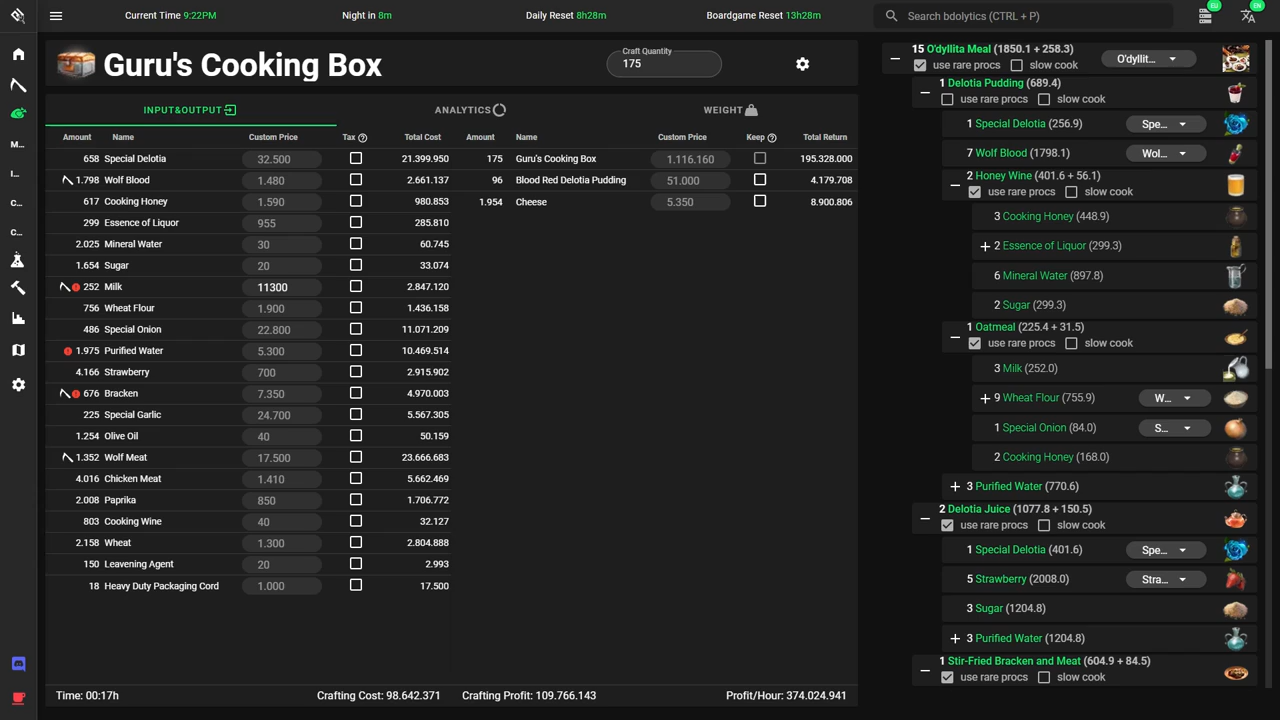 Current Time 9:22PM
Night in 8m
Daily Reset 8h28m
Boardgame Reset 13h28m
Search bdolytics (CTRL + P)
EU
EN
M...
I...
C...
C...
Guru's Cooking Box
Craft Quantity
175
INPUT&OUTPUT
ANALYTICS
WEIGHT
Amount Name Custom Price Tax Total Cost
658 Special Delotia 32.500 21.399.950
1.798 Wolf Blood 1.480 2.661.137
617 Cooking Honey 1.590 980.853
299 Essence of Liquor 955 285.810
2.025 Mineral Water 30 60.745
1.654 Sugar 20 33.074
252 Milk 11300 2.847.120
756 Wheat Flour 1.900 1.436.158
486 Special Onion 22.800 11.071.209
1.975 Purified Water 5.300 10.469.514
4.166 Strawberry 700 2.915.902
676 Bracken 7.350 4.970.003
225 Special Garlic 24.700 5.567.305
1.254 Olive Oil 40 50.159
1.352 Wolf Meat 17.500 23.666.683
4.016 Chicken Meat 1.410 5.662.469
2.008 Paprika 850 1.706.772
803 Cooking Wine 40 32.127
2.158 Wheat 1.300 2.804.888
150 Leavening Agent 20 2.993
18 Heavy Duty Packaging Cord 1.000 17.500
Amount Name Custom Price Keep Total Return
175 Guru's Cooking Box 1.116.160 195.328.000
96 Blood Red Delotia Pudding 51.000 4.179.708
1.954 Cheese 5.350 8.900.806
Time: 00:17h
Crafting Cost: 98.642.371
Crafting Profit: 109.766.143
Profit/Hour: 374.024.941
15 O'dyllita Meal (1850.1 + 258.3)
use rare procs slow cook
O'dyllit...
1 Delotia Pudding (689.4)
use rare procs slow cook
1 Special Delotia (256.9) Spe...
7 Wolf Blood (1798.1) Wol...
2 Honey Wine (401.6 + 56.1)
use rare procs slow cook
3 Cooking Honey (448.9)
2 Essence of Liquor (299.3)
6 Mineral Water (897.8)
2 Sugar (299.3)
1 Oatmeal (225.4 + 31.5)
use rare procs slow cook
3 Milk (252.0)
9 Wheat Flour (755.9) W...
1 Special Onion (84.0) S...
2 Cooking Honey (168.0)
3 Purified Water (770.6)
2 Delotia Juice (1077.8 + 150.5)
use rare procs slow cook
1 Special Delotia (401.6) Spe...
5 Strawberry (2008.0) Stra...
3 Sugar (1204.8)
3 Purified Water (1204.8)
1 Stir-Fried Bracken and Meat (604.9 + 84.5)
use rare procs slow cook